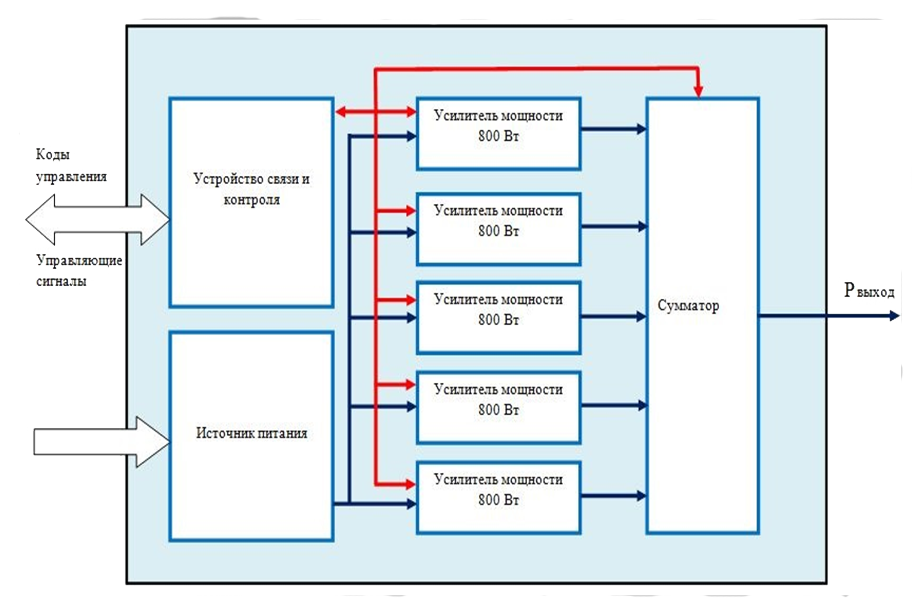 Коды
управления
Управляющие
сигналы
Устройство связи и
контроля
Источник питания
Усилитель мощности
800 Вт
Усилитель мощности
800 Вт
Усилитель мощности
800 Вт
Усилитель мощности
800 Вт
Усилитель мощности
800 Вт
Сумматор
Р выход